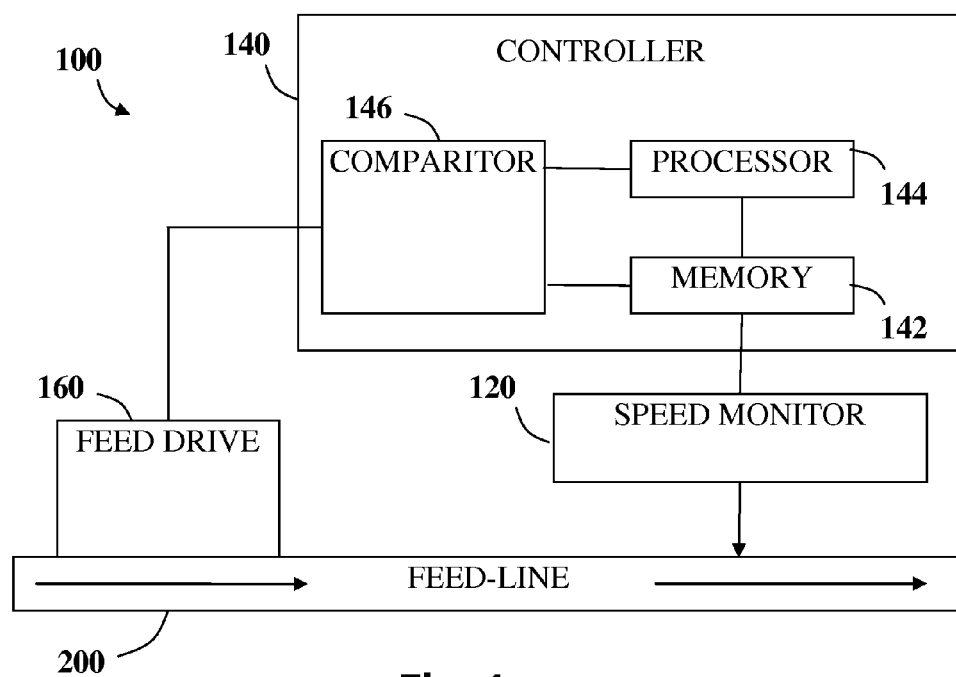 CONTROLLER
140
100
146
COMPARITOR
PROCESSOR
144
MEMORY
142
160
120
FEED DRIVE
SPEED MONITOR
FEED-LINE
200